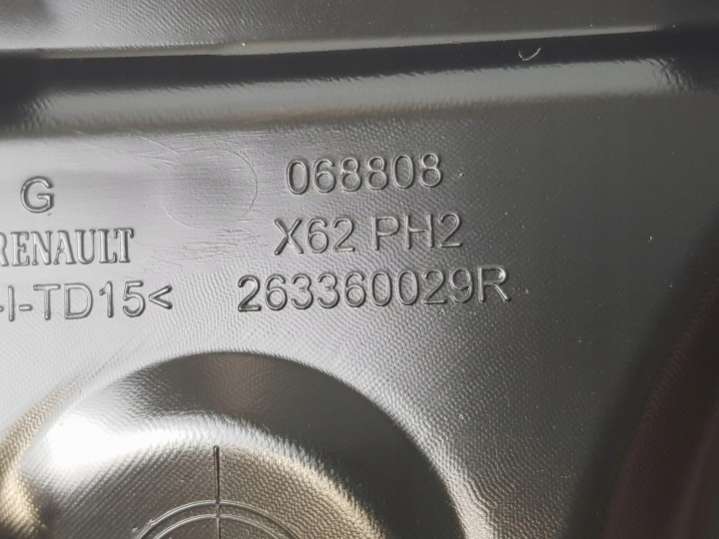 G
RENAULT
-I-TD15<
068808
X62 PH2
263360029R